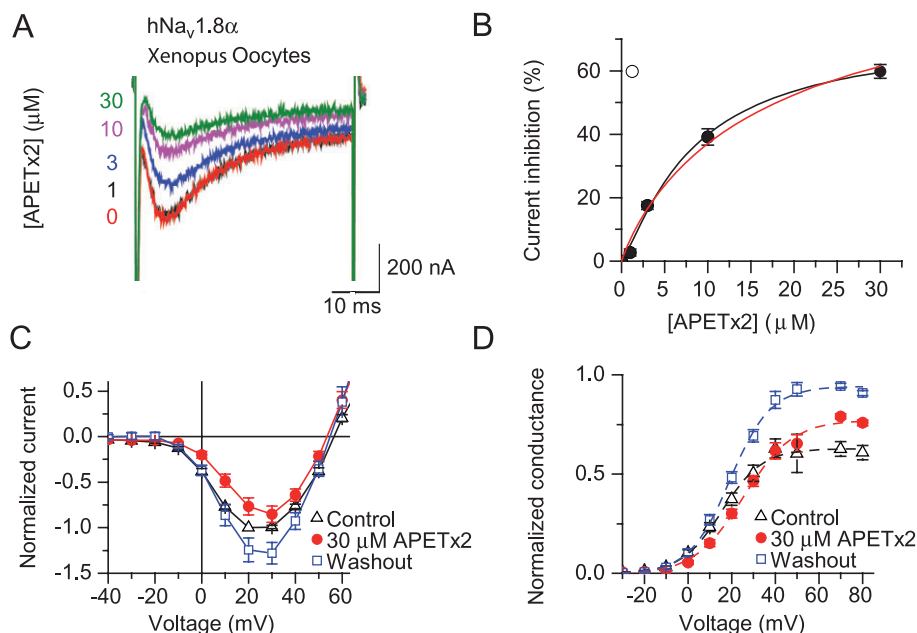 A
hNav1.8α
Xenopus Oocytes
[APETx2] (μM)
30
10
3
1
0
200 nA
10 ms
B
Current inhibition (%)
80
60
40
20
0
0 5 10 15 20 25 30
[APETx2] (μM)
C
Normalized current
0.5
0.0
-0.5
-1.0
-1.5
-40 -20 0 20 40 60
Voltage (mV)
Control
30 μM APETx2
Washout
D
Normalized conductance
1.0
0.5
0.0
-20 0 20 40 60 80
Voltage (mV)
Control
30 μM APETx2
Washout